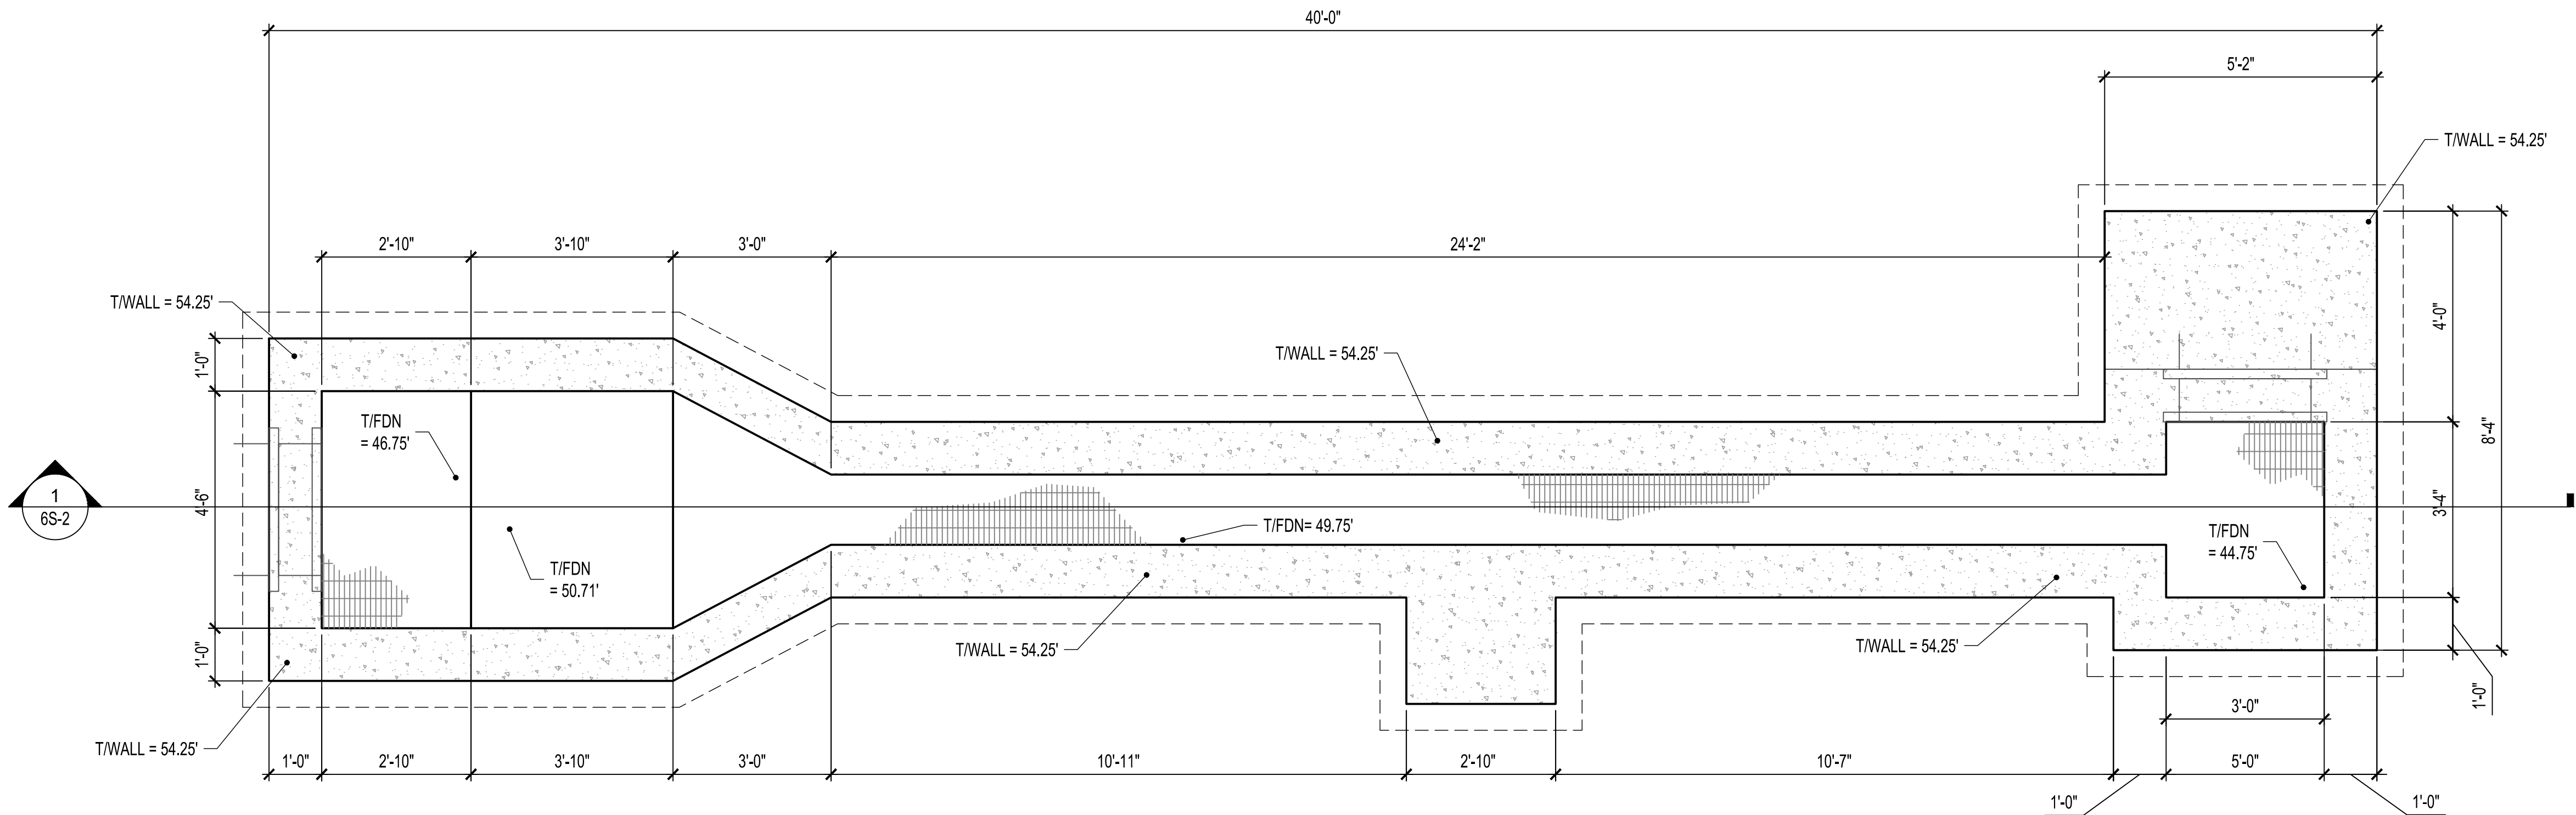 40'-0"
5'-2"
T/WALL = 54.25'
2'-10"
3'-10"
3'-0"
24'-2"
T/WALL = 54.25'
4'-0"
T/WALL = 54.25'
1'-0"
T/FDN
= 46.75'
8'-4"
4'-6"
1
6S-2
3'-4"
T/FDN= 49.75'
T/FDN
= 44.75'
T/FDN
= 50.71'
1'-0"
T/WALL = 54.25'
T/WALL = 54.25'
1'-0"
3'-0"
T/WALL = 54.25'
1'-0"
2'-10"
3'-10"
3'-0"
10'-11"
2'-10"
10'-7"
5'-0"
1'-0"
1'-0"